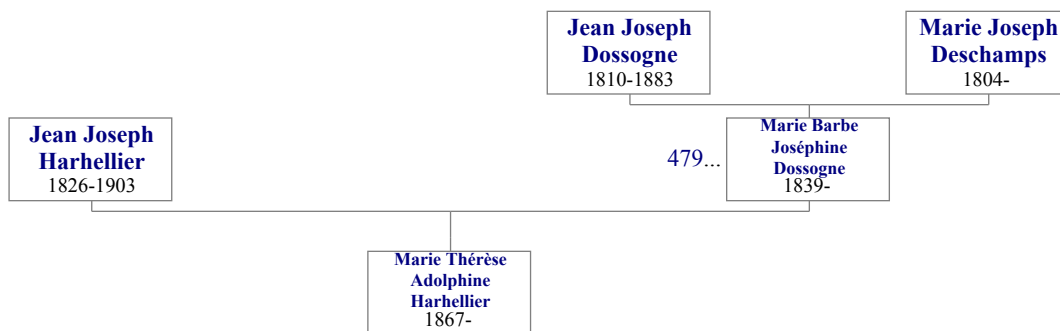 Jean Joseph
Dossogne
1810-1883
Marie Joseph
Deschamps
1804-
Jean Joseph
Harhellier
1826-1903
479...
Marie Barbe
Joséphine
Dossogne
1839-
Marie Thérèse
Adolphine
Harhellier
1867-